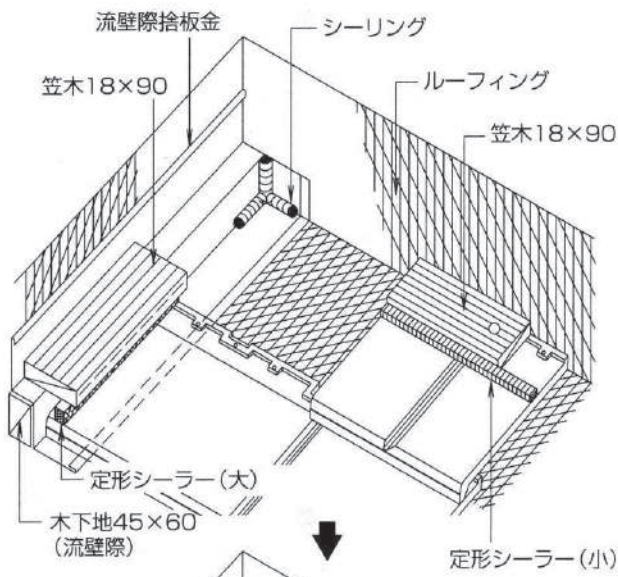 流壁際捨板金
シーリング
笠木18×90
ルーフィング
笠木18×90
定形シーラー（大）
木下地45×60
（流壁際）
定形シーラー（小）